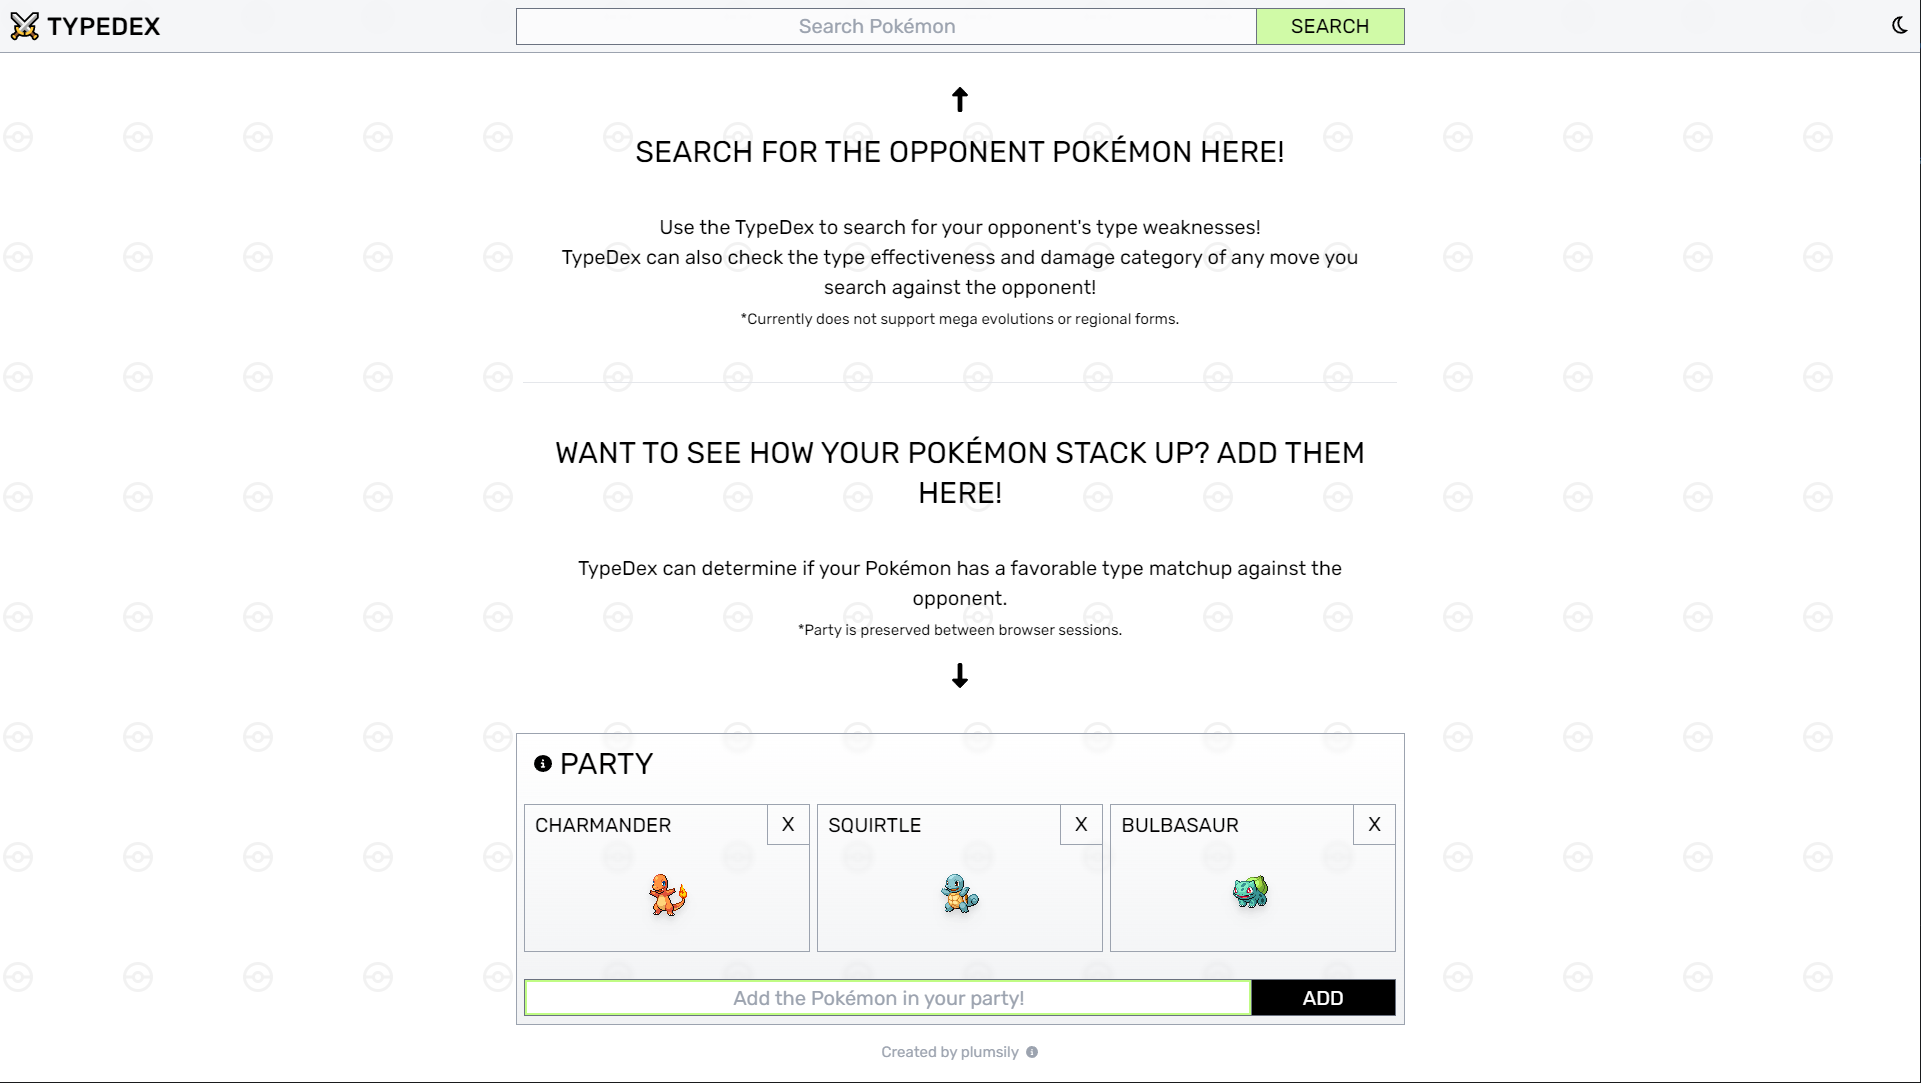 TYPEDEX
Search Pokémon
SEARCH
SEARCH FOR THE OPPONENT POKÉMON HERE!
Use the TypeDex to search for your opponent's type weaknesses!
TypeDex can also check the type effectiveness and damage category of any move you
search against the opponent!
*Currently does not support mega evolutions or regional forms.
WANT TO SEE HOW YOUR POKÉMON STACK UP? ADD THEM
HERE!
TypeDex can determine if your Pokémon has a favorable type matchup against the
opponent.
*Party is preserved between browser sessions.
PARTY
CHARMANDER
X
SQUIRTLE
X
BULBASAUR
X
Add the Pokémon in your party!
ADD
Created by plumsily